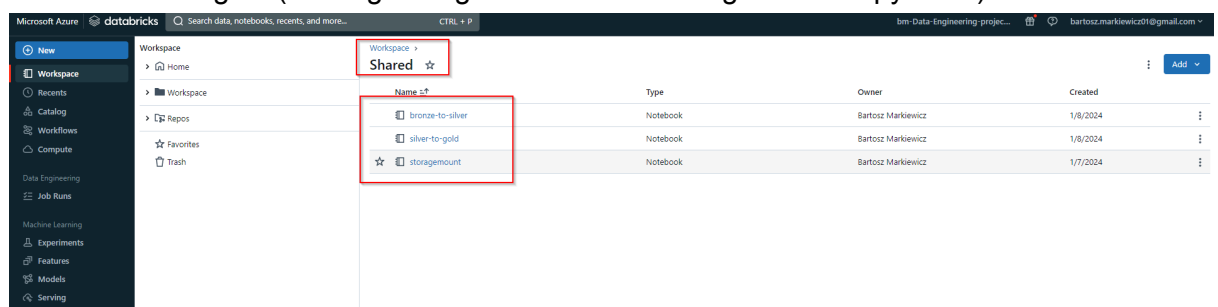 Microsoft Azure databricks Search data, notebooks, recents, and more... CTRL + P bm-Data-Engineering-projec... bartosz.markiewicz01@gmail.com
New
Workspace
Recents
Catalog
Workflows
Compute
Data Engineering
Job Runs
Machine Learning
Experiments
Features
Models
Serving
Workspace
Home
Workspace
Repos
Favorites
Trash
Workspace >
Shared
Add
Name Type Owner Created
bronze-to-silver Notebook Bartosz Markiewicz 1/8/2024
silver-to-gold Notebook Bartosz Markiewicz 1/8/2024
storagemount Notebook Bartosz Markiewicz 1/7/2024